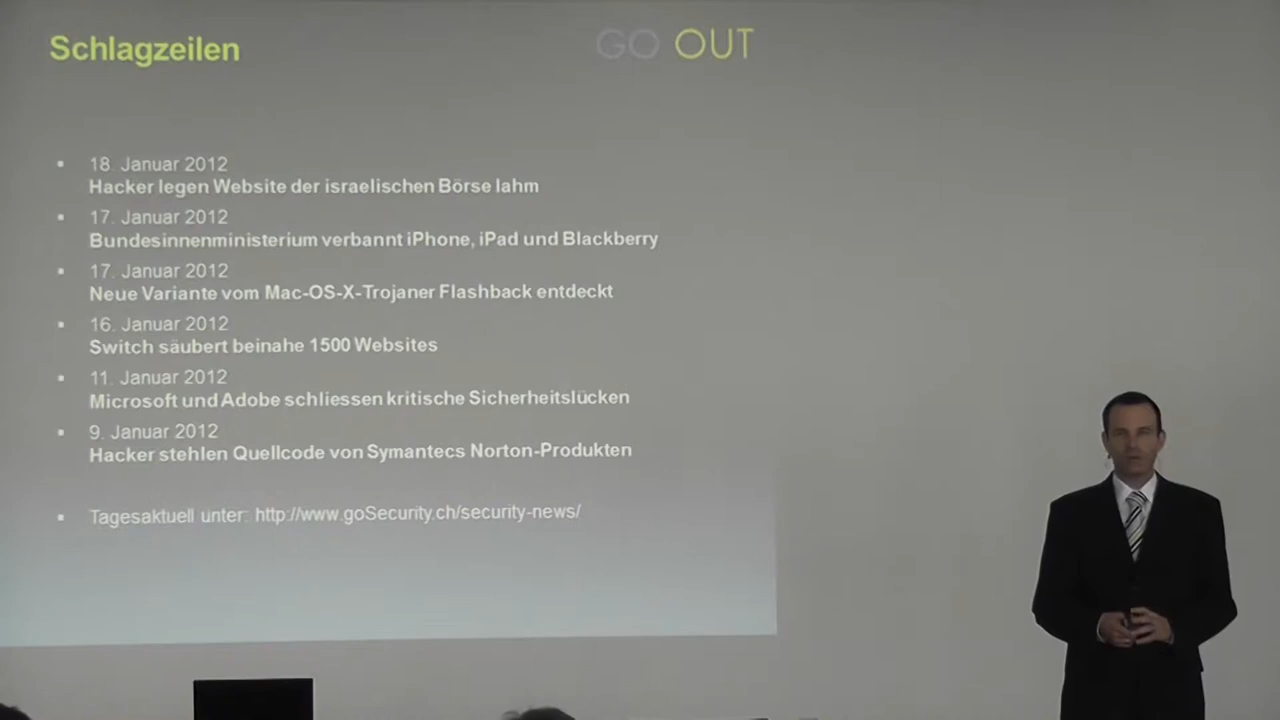 Schlagzeilen
GO OUT
▪ 18. Januar 2012
Hacker legen Website der israelischen Börse lahm
▪ 17. Januar 2012
Bundesinnenministerium verbannt iPhone, iPad und Blackberry
▪ 17. Januar 2012
Neue Variante vom Mac-OS-X-Trojaner Flashback entdeckt
▪ 16. Januar 2012
Switch säubert beinahe 1500 Websites
▪ 11. Januar 2012
Microsoft und Adobe schliessen kritische Sicherheitslücken
▪ 9. Januar 2012
Hacker stehlen Quellcode von Symantecs Norton-Produkten
▪ Tagesaktuell unter: http://www.goSecurity.ch/security-news/